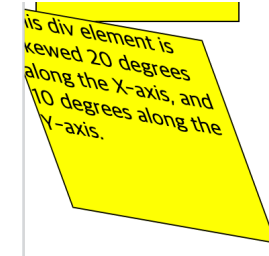 is div element is
kewed 20 degrees
along the X-axis, and
10 degrees along the
Y-axis.